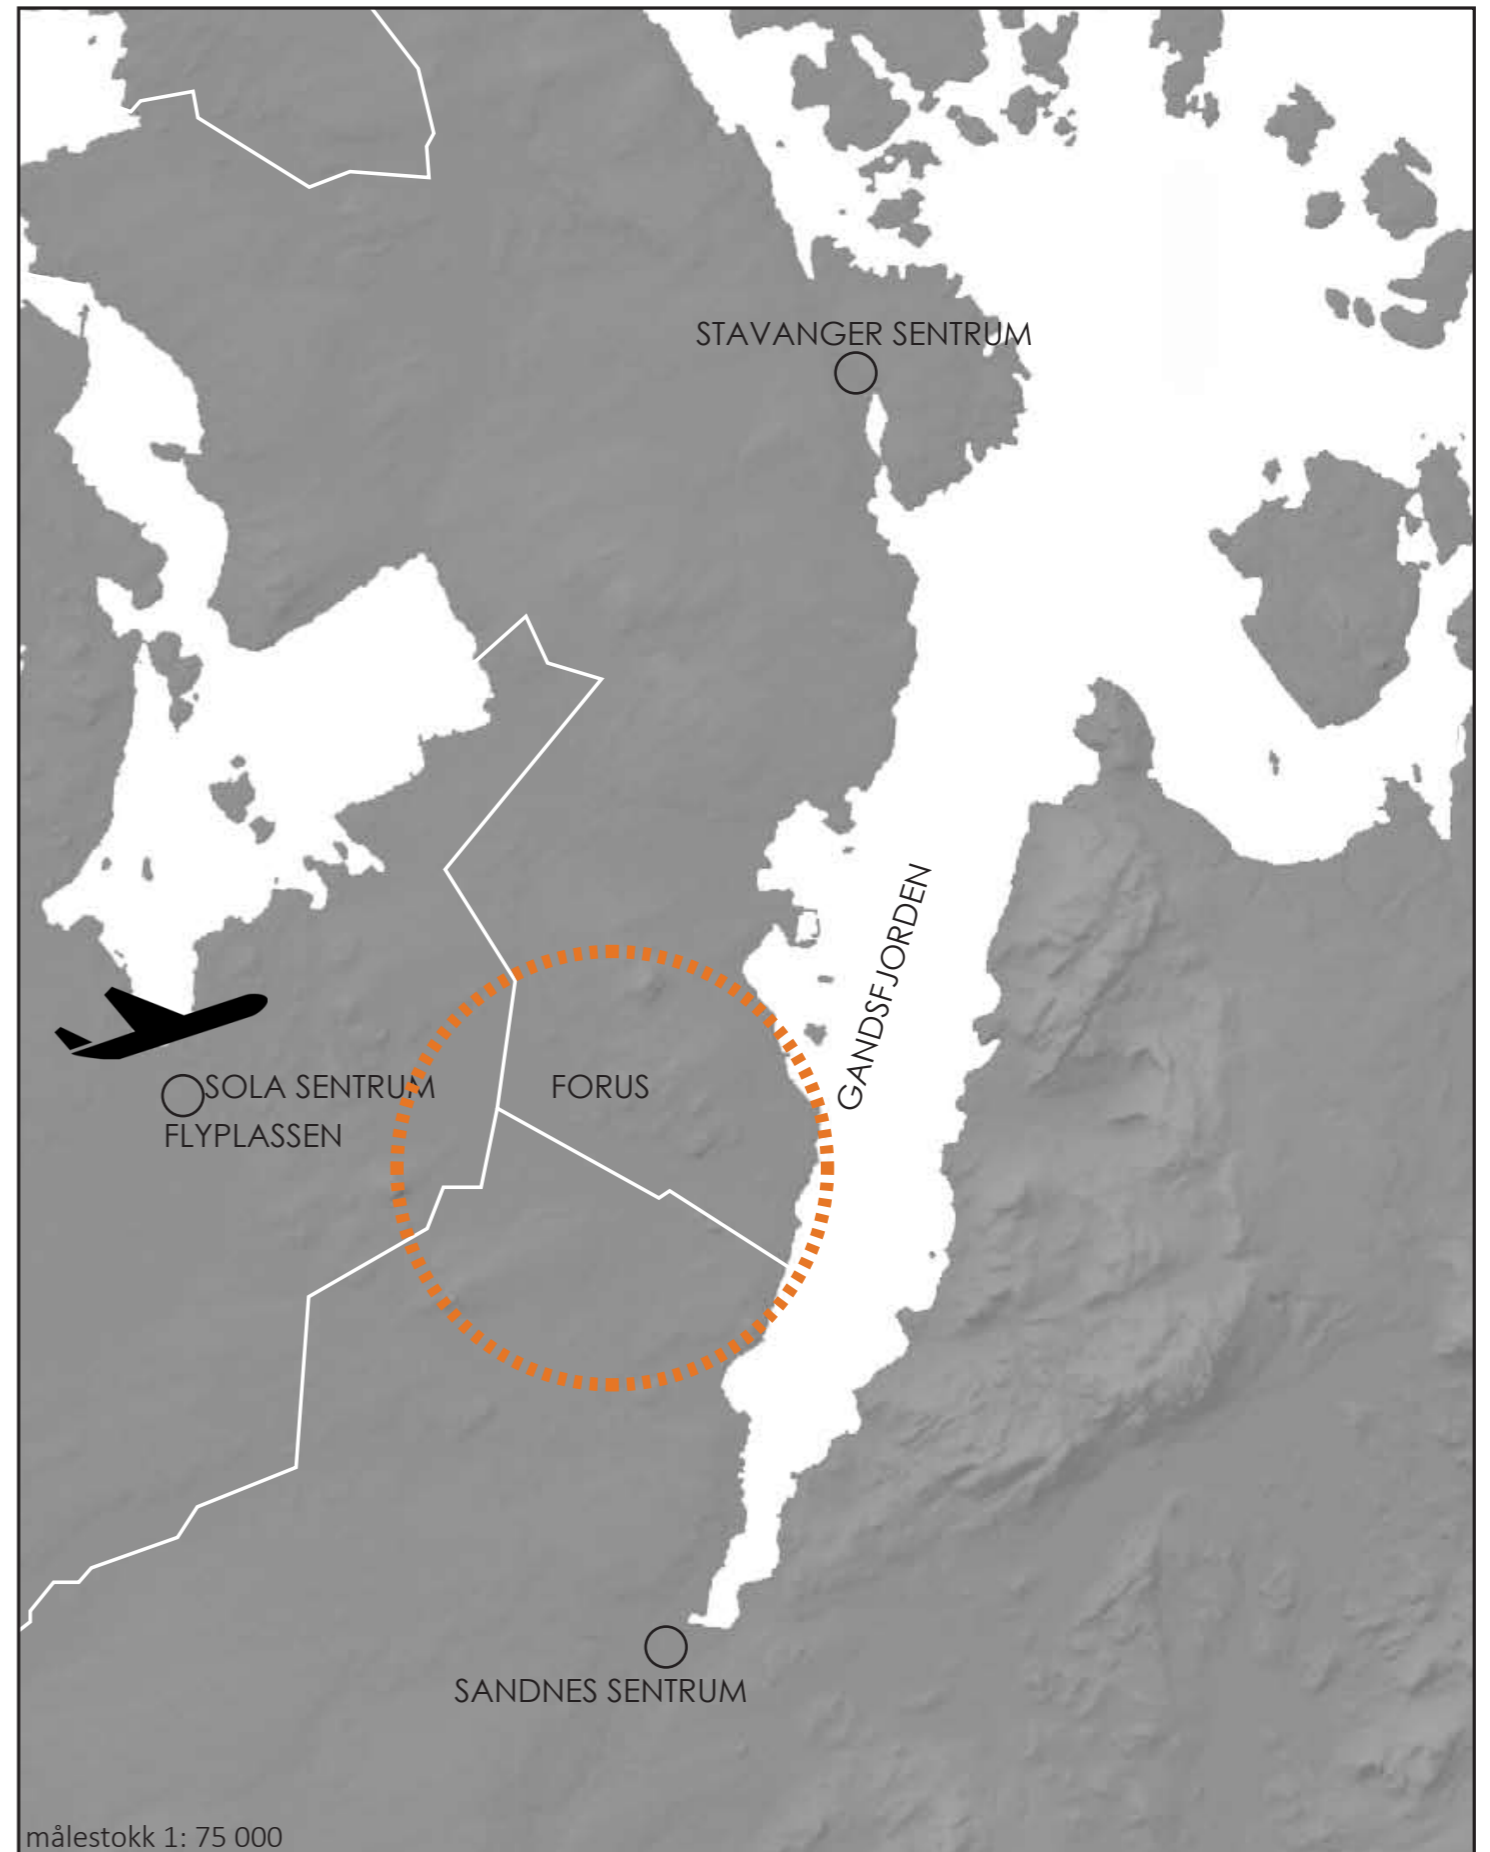 STAVANGER SENTRUM
GANDSFJORDEN
SOLA SENTRUM
FORUS
FLYPLASSEN
SANDNES SENTRUM
målestokk 1: 75 000